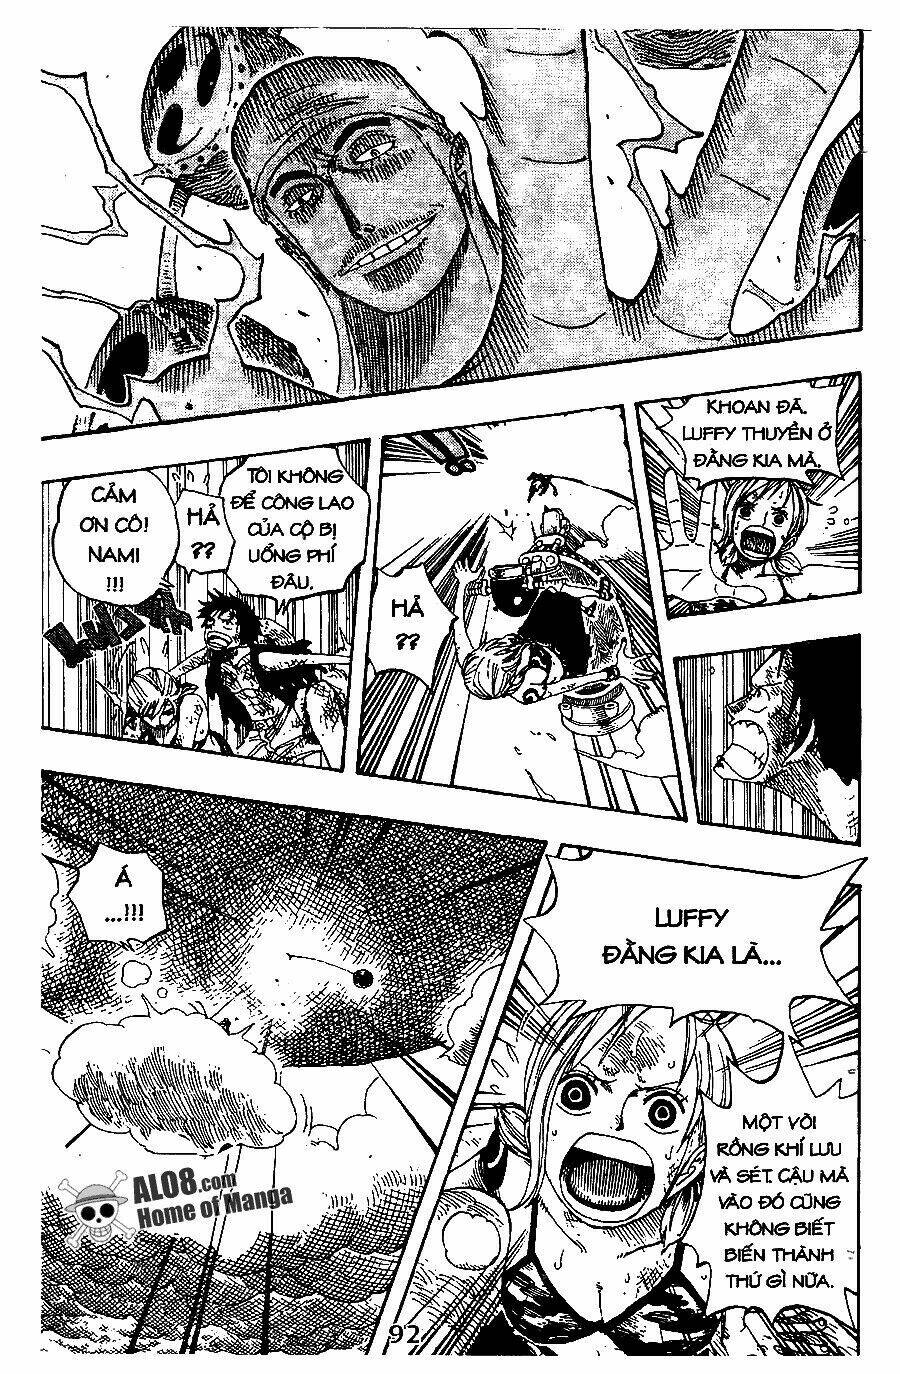 KHOAN ĐÃ.
LUFFY THUYỀN Ở
ĐẰNG KIA MÀ.
HẢ
??
TÔI KHÔNG
ĐỂ CÔNG LAO
CỦA CÔ BỊ
UỔNG PHÍ
ĐÂU.
HẢ
??
CẢM
ƠN CÔ!
NAMI
!!!
LUFFY
ĐẰNG KIA LÀ...
MỘT VÒI
RỒNG KHÍ LƯU
VÀ SÉT. CẬU MÀ
VÀO ĐÓ CŨNG
KHÔNG BIẾT
BIẾN THÀNH
THỨ GÌ NỮA.
Á
...!!!
AL08.com
Home of Manga
92